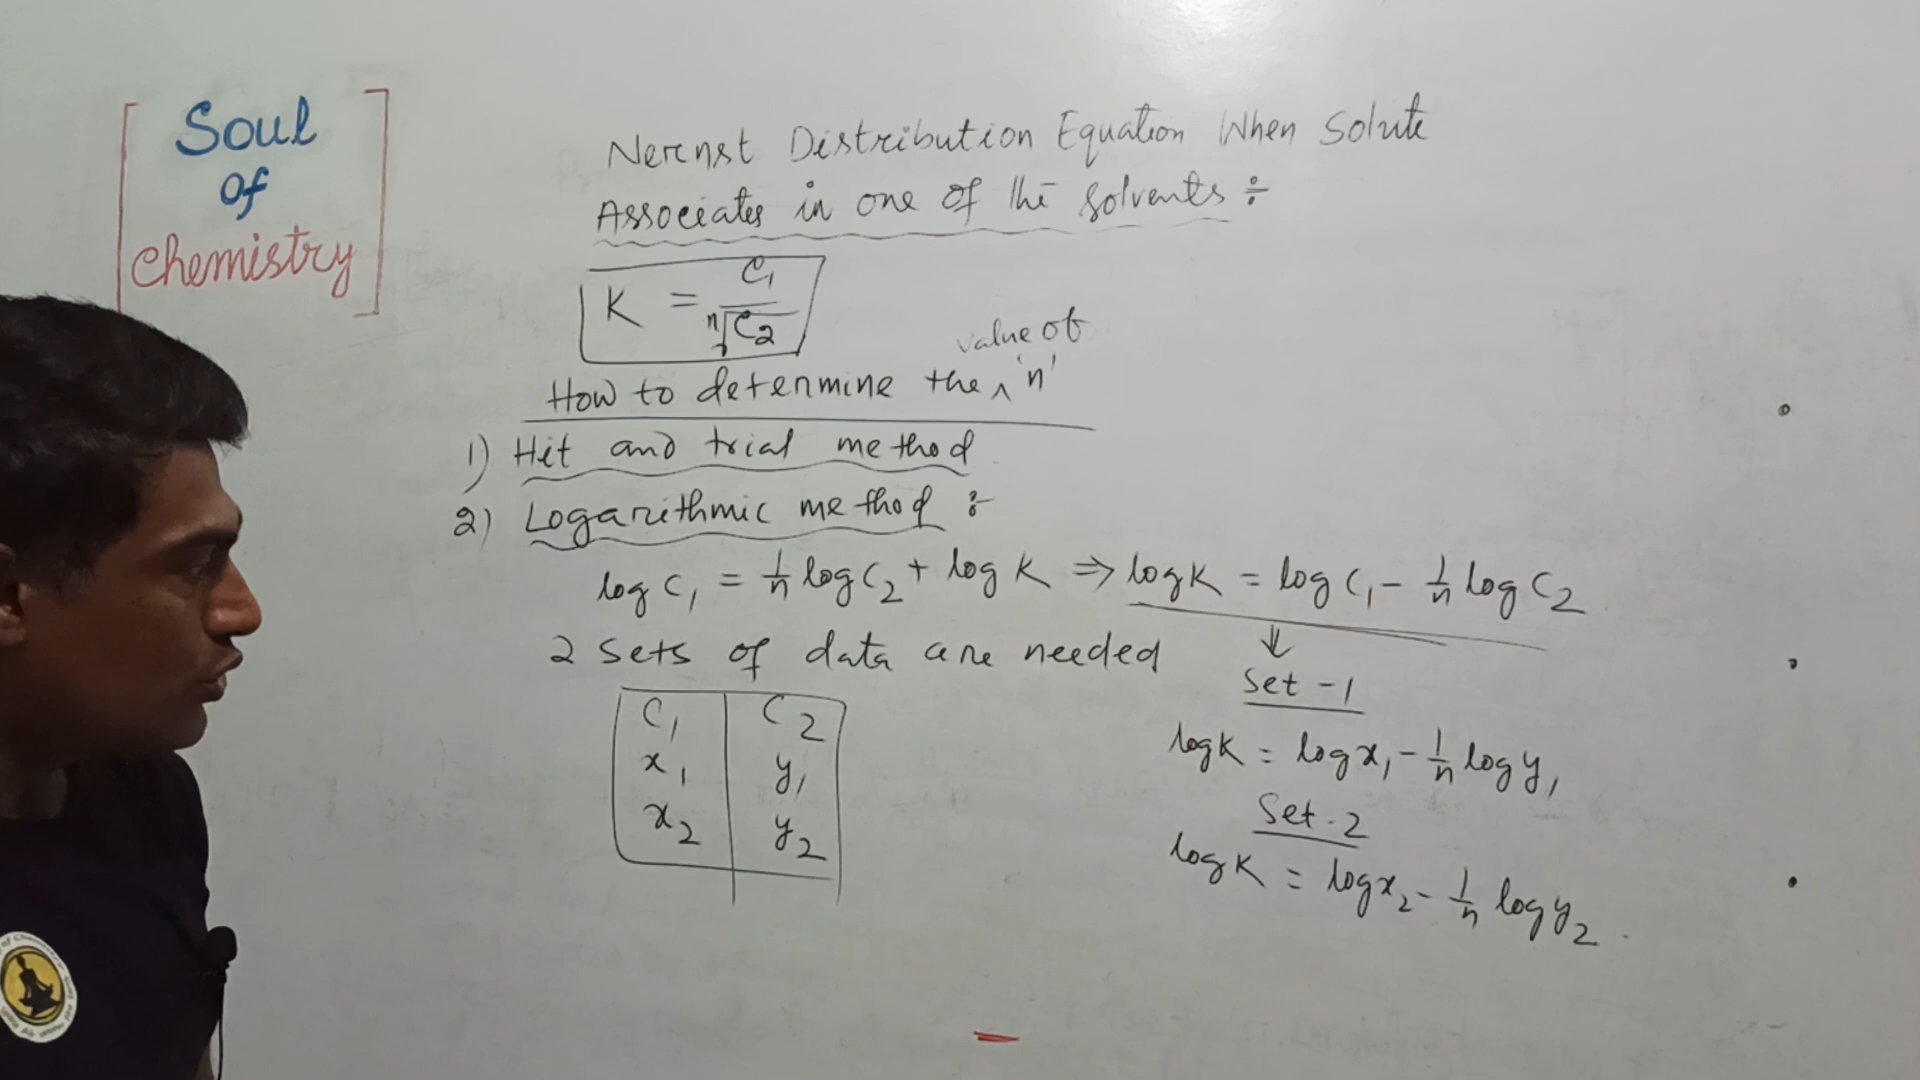 Soul
Of
Chemistry
Nernst Distribution Equation When Solute
Associates in one of the solvents ÷
K = C₁ / ⁿ√C₂
value of
How to determine the ^ 'n'
1) Hit and trial method
2) Logarithmic method :-
log C₁ = 1/n log C₂ + log K ⇒ log K = log C₁ - 1/n log C₂
2 sets of data are needed
C₁ C₂
x₁ y₁
x₂ y₂
Set-1
log K = log x₁ - 1/n log y₁
Set-2
log K = log x₂ - 1/n log y₂